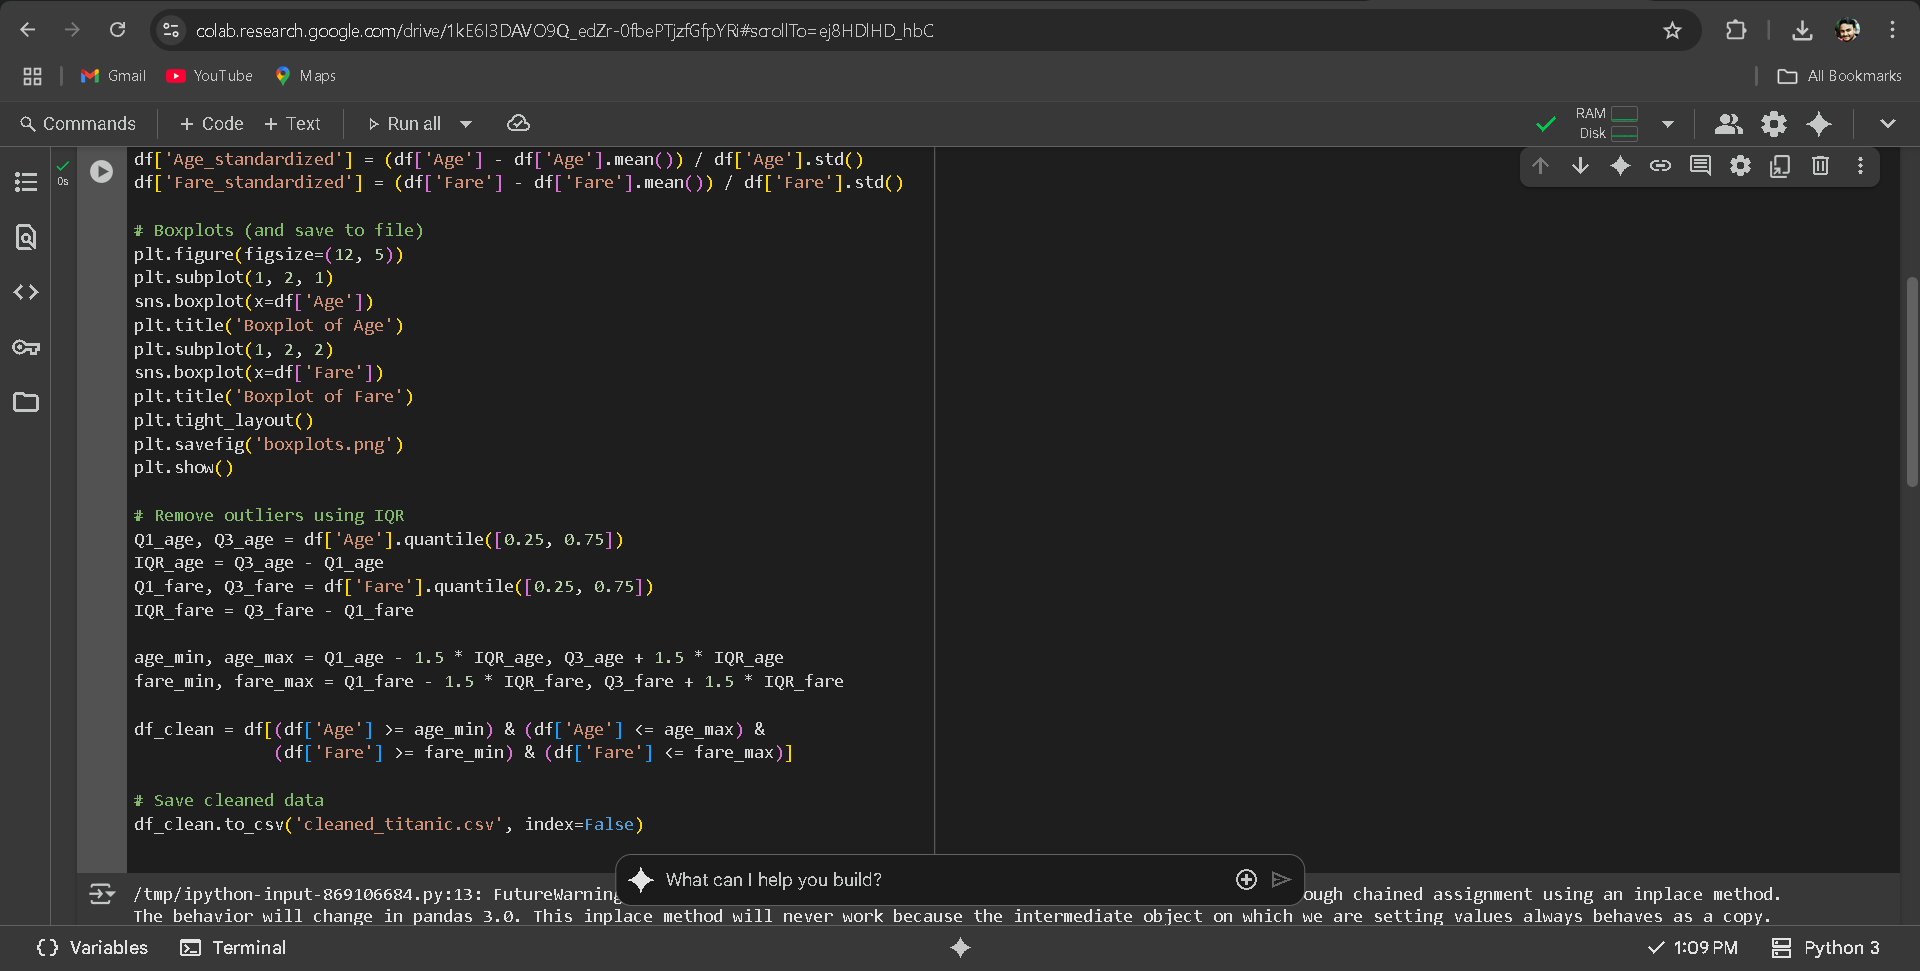 colab.research.google.com/drive/1kE6I3DAVO9Q_edZr-0fbePTjzfGfpYRi#scrollTo=ej8HDlHD_hbC
Gmail YouTube Maps All Bookmarks
Commands + Code + Text Run all RAM Disk
0s
df['Age_standardized'] = (df['Age'] - df['Age'].mean()) / df['Age'].std()
df['Fare_standardized'] = (df['Fare'] - df['Fare'].mean()) / df['Fare'].std()
# Boxplots (and save to file)
plt.figure(figsize=(12, 5))
plt.subplot(1, 2, 1)
sns.boxplot(x=df['Age'])
plt.title('Boxplot of Age')
plt.subplot(1, 2, 2)
sns.boxplot(x=df['Fare'])
plt.title('Boxplot of Fare')
plt.tight_layout()
plt.savefig('boxplots.png')
plt.show()
# Remove outliers using IQR
Q1_age, Q3_age = df['Age'].quantile([0.25, 0.75])
IQR_age = Q3_age - Q1_age
Q1_fare, Q3_fare = df['Fare'].quantile([0.25, 0.75])
IQR_fare = Q3_fare - Q1_fare
age_min, age_max = Q1_age - 1.5 * IQR_age, Q3_age + 1.5 * IQR_age
fare_min, fare_max = Q1_fare - 1.5 * IQR_fare, Q3_fare + 1.5 * IQR_fare
df_clean = df[(df['Age'] >= age_min) & (df['Age'] <= age_max) &
(df['Fare'] >= fare_min) & (df['Fare'] <= fare_max)]
# Save cleaned data
df_clean.to_csv('cleaned_titanic.csv', index=False)
What can I help you build?
/tmp/ipython-input-869106684.py:13: FutureWarning ough chained assignment using an inplace method.
The behavior will change in pandas 3.0. This inplace method will never work because the intermediate object on which we are setting values always behaves as a copy.
{} Variables Terminal 1:09 PM Python 3